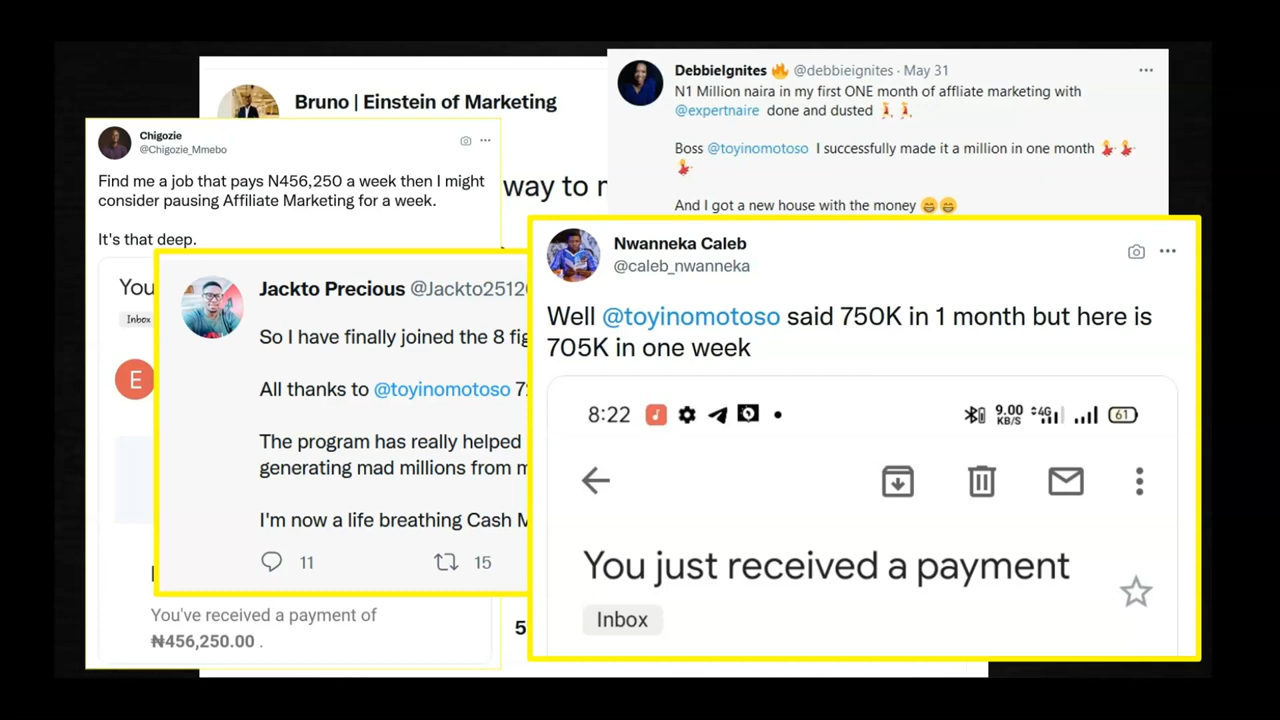 Bruno | Einstein of Marketing
way to
DebbieIgnites 🔥 @debbieignites · May 31
N1 Million naira in my first ONE month of affliate marketing with
@expertnaire done and dusted 💃 💃
Boss @toyinomotoso I successfully made it a million in one month 💃 💃
💃
And I got a new house with the money 😁😁
Chigozie
@Chigozie_Mmebo
Find me a job that pays N456,250 a week then I might
consider pausing Affiliate Marketing for a week.
It's that deep.
You
Inbox
E
You've received a payment of
₦456,250.00 .
5
Jackto Precious @Jackto2512
So I have finally joined the 8 fig
All thanks to @toyinomotoso
The program has really helped
generating mad millions from
I'm now a life breathing Cash
11 15
Nwanneka Caleb
@caleb_nwanneka
Well @toyinomotoso said 750K in 1 month but here is
705K in one week
8:22 9.00 KB/S 4G 61
You just received a payment
Inbox